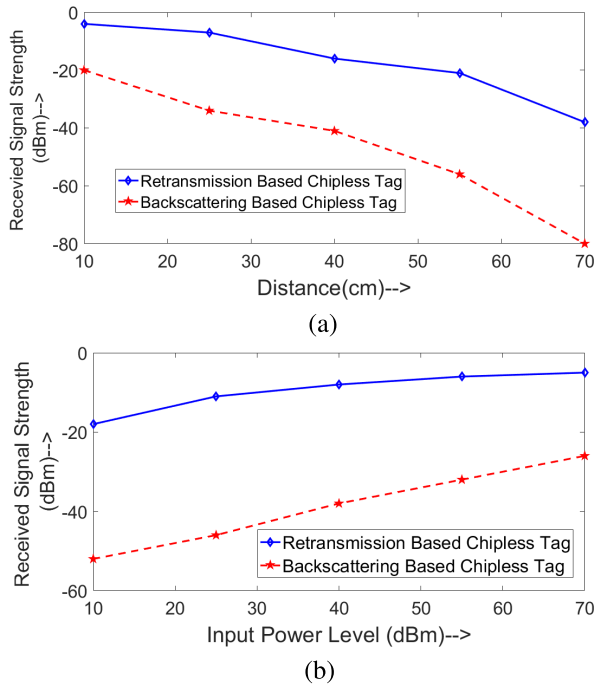 0
-20
-40
-60
-80
Recevied Signal Strength
(dBm)-->
Retransmission Based Chipless Tag
Backscattering Based Chipless Tag
10 20 30 40 50 60 70
Distance(cm)-->
(a)
0
-20
-40
-60
Received Signal Strength
(dBm)-->
Retransmission Based Chipless Tag
Backscattering Based Chipless Tag
10 20 30 40 50 60 70
Input Power Level (dBm)-->
(b)